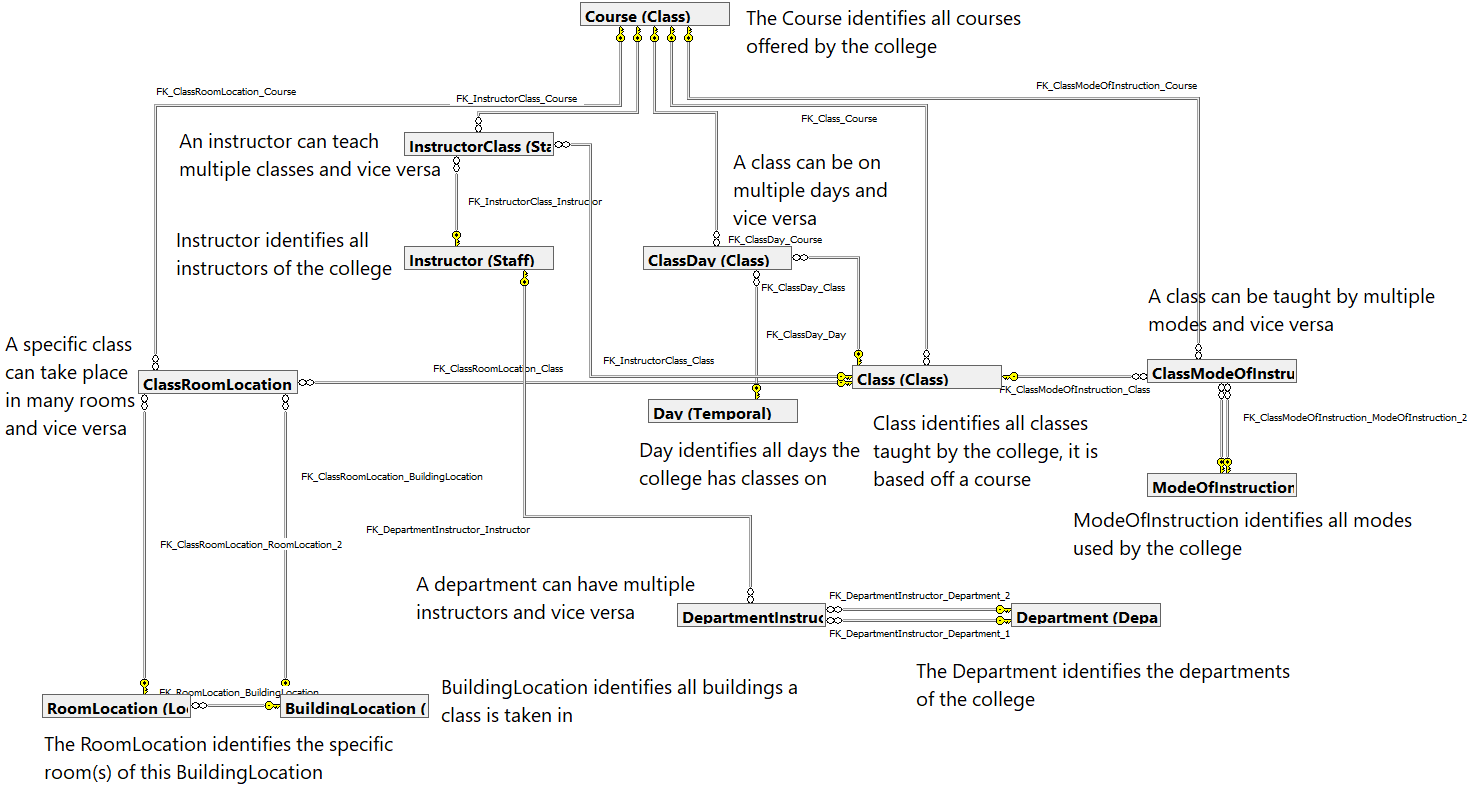 Course (Class)
The Course identifies all courses
offered by the college
FK_ClassRoomLocation_Course
FK_InstructorClass_Course
FK_ClassModeOfInstruction_Course
FK_Class_Course
An instructor can teach
multiple classes and vice versa
InstructorClass (Sta
A class can be on
multiple days and
vice versa
FK_InstructorClass_Instructor
Instructor identifies all
instructors of the college
Instructor (Staff)
FK_ClassDay_Course
ClassDay (Class)
FK_ClassDay_Class
A class can be taught by multiple
modes and vice versa
FK_ClassDay_Day
A specific class
can take place
in many rooms
and vice versa
FK_ClassRoomLocation_Class
FK_InstructorClass_Class
ClassRoomLocation
Class (Class)
FK_ClassModeOfInstruction_Class
ClassModeOfInstru
Day (Temporal)
Day identifies all days the
college has classes on
Class identifies all classes
taught by the college, it is
based off a course
FK_ClassModeOfInstruction_ModeOfInstruction_2
FK_ClassRoomLocation_BuildingLocation
ModeOfInstruction
ModeOfInstruction identifies all modes
used by the college
FK_DepartmentInstructor_Instructor
FK_ClassRoomLocation_RoomLocation_2
A department can have multiple
instructors and vice versa
DepartmentInstruc
FK_DepartmentInstructor_Department_2
FK_DepartmentInstructor_Department_1
Department (Depa
The Department identifies the departments
of the college
FK_RoomLocation_BuildingLocation
RoomLocation (Lo
BuildingLocation (
BuildingLocation identifies all buildings a
class is taken in
The RoomLocation identifies the specific
room(s) of this BuildingLocation